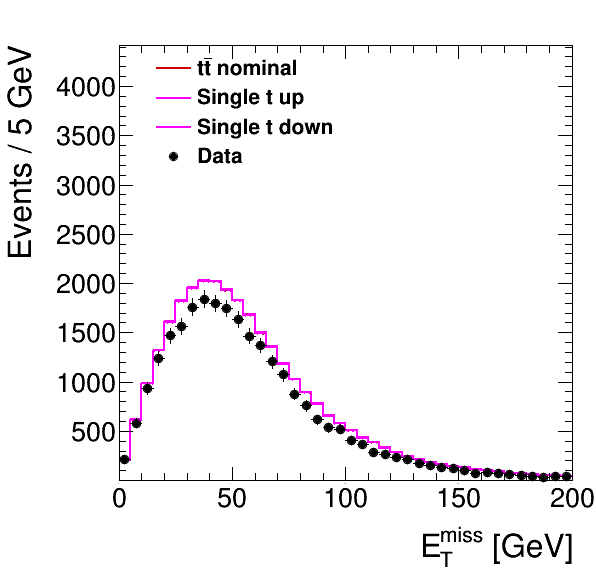 Events / 5 GeV
4000
3500
3000
2500
2000
1500
1000
500
tt̄ nominal
Single t up
Single t down
Data
0 50 100 150 200
E_T^miss [GeV]